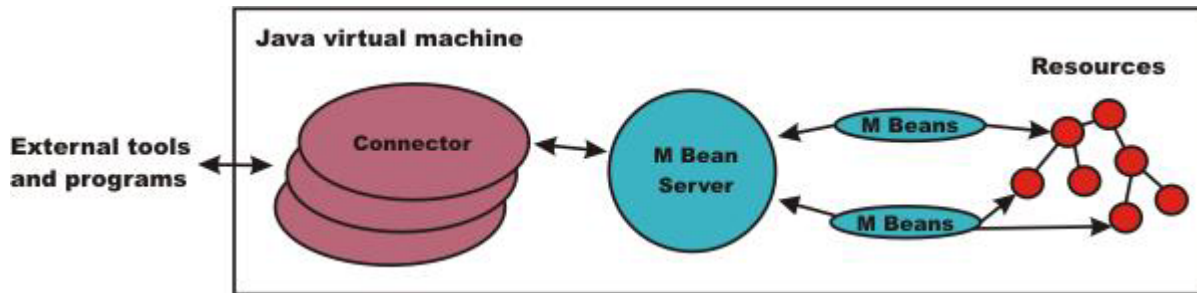 Java virtual machine
Resources
External tools
and programs
Connector
M Bean
Server
M Beans
M Beans